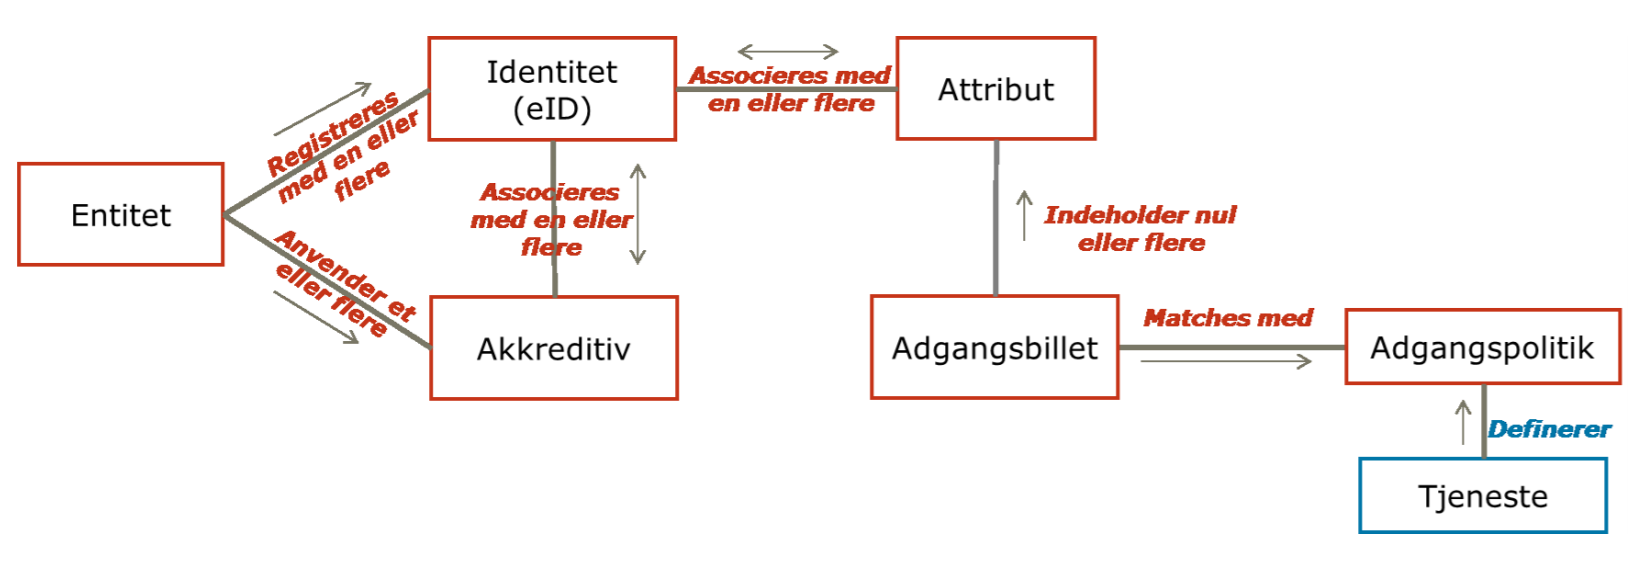 Identitet
(eID)
Associeres med
en eller flere
Attribut
Registreres
med en eller
flere
Entitet
Associeres
med en eller
flere
Indeholder nul
eller flere
Anvender et
eller flere
Akkreditiv
Adgangsbillet
Matches med
Adgangspolitik
Definerer
Tjeneste